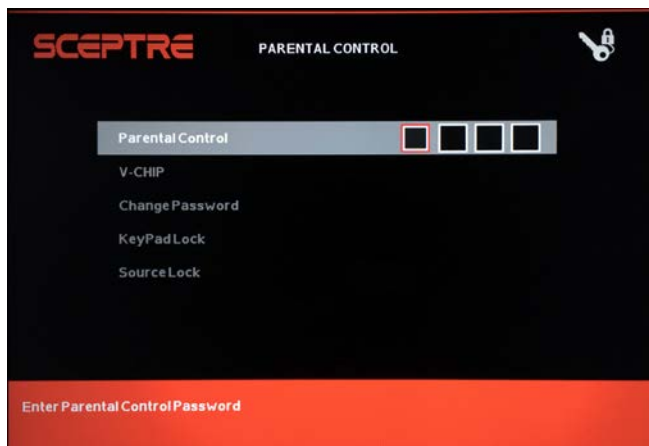 SCEPTRE
PARENTAL CONTROL
Parental Control
V-CHIP
Change Password
KeyPad Lock
Source Lock
Enter Parental Control Password